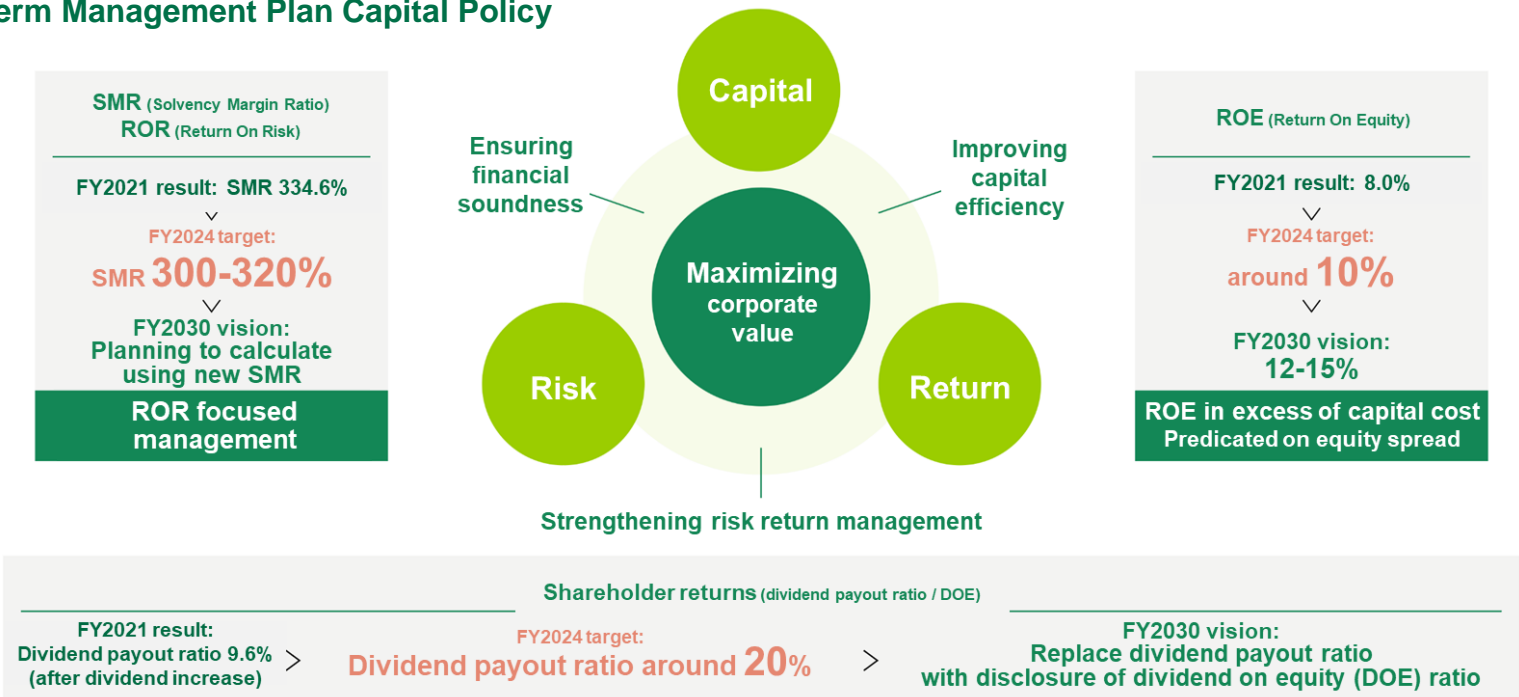 erm Management Plan Capital Policy
SMR (Solvency Margin Ratio)
ROR (Return On Risk)
FY2021 result: SMR 334.6%
FY2024 target:
SMR 300-320%
FY2030 vision:
Planning to calculate
using new SMR
ROR focused
management
Capital
Ensuring
financial
soundness
Improving
capital
efficiency
Maximizing
corporate
value
Risk
Return
Strengthening risk return management
ROE (Return On Equity)
FY2021 result: 8.0%
FY2024 target:
around 10%
FY2030 vision:
12-15%
ROE in excess of capital cost
Predicated on equity spread
Shareholder returns (dividend payout ratio / DOE)
FY2021 result:
Dividend payout ratio 9.6%
(after dividend increase)
FY2024 target:
Dividend payout ratio around 20%
FY2030 vision:
Replace dividend payout ratio
with disclosure of dividend on equity (DOE) ratio